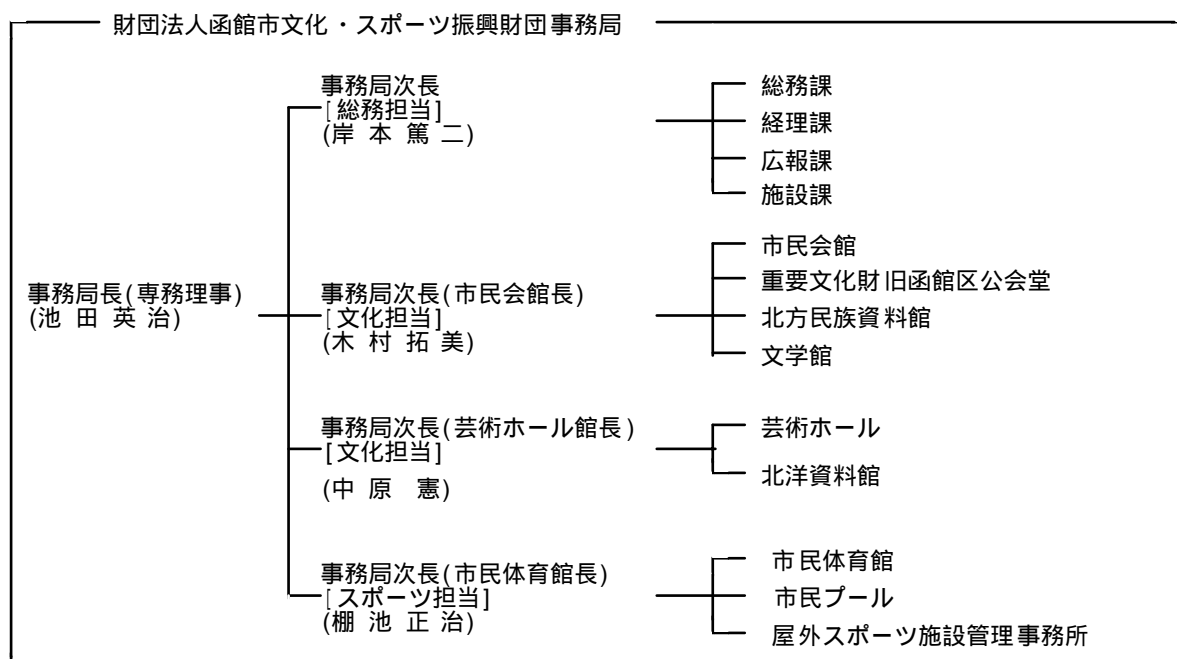 財団法人函館市文化・スポーツ振興財団事務局
事務局長(専務理事)
(池田英治)
事務局次長
[総務担当]
(岸本篤二)
総務課
経理課
広報課
施設課
事務局次長(市民会館長)
[文化担当]
(木村拓美)
市民会館
重要文化財旧函館区公会堂
北方民族資料館
文学館
事務局次長(芸術ホール館長)
[文化担当]
(中原 憲)
芸術ホール
北洋資料館
事務局次長(市民体育館長)
[スポーツ担当]
(棚池正治)
市民体育館
市民プール
屋外スポーツ施設管理事務所